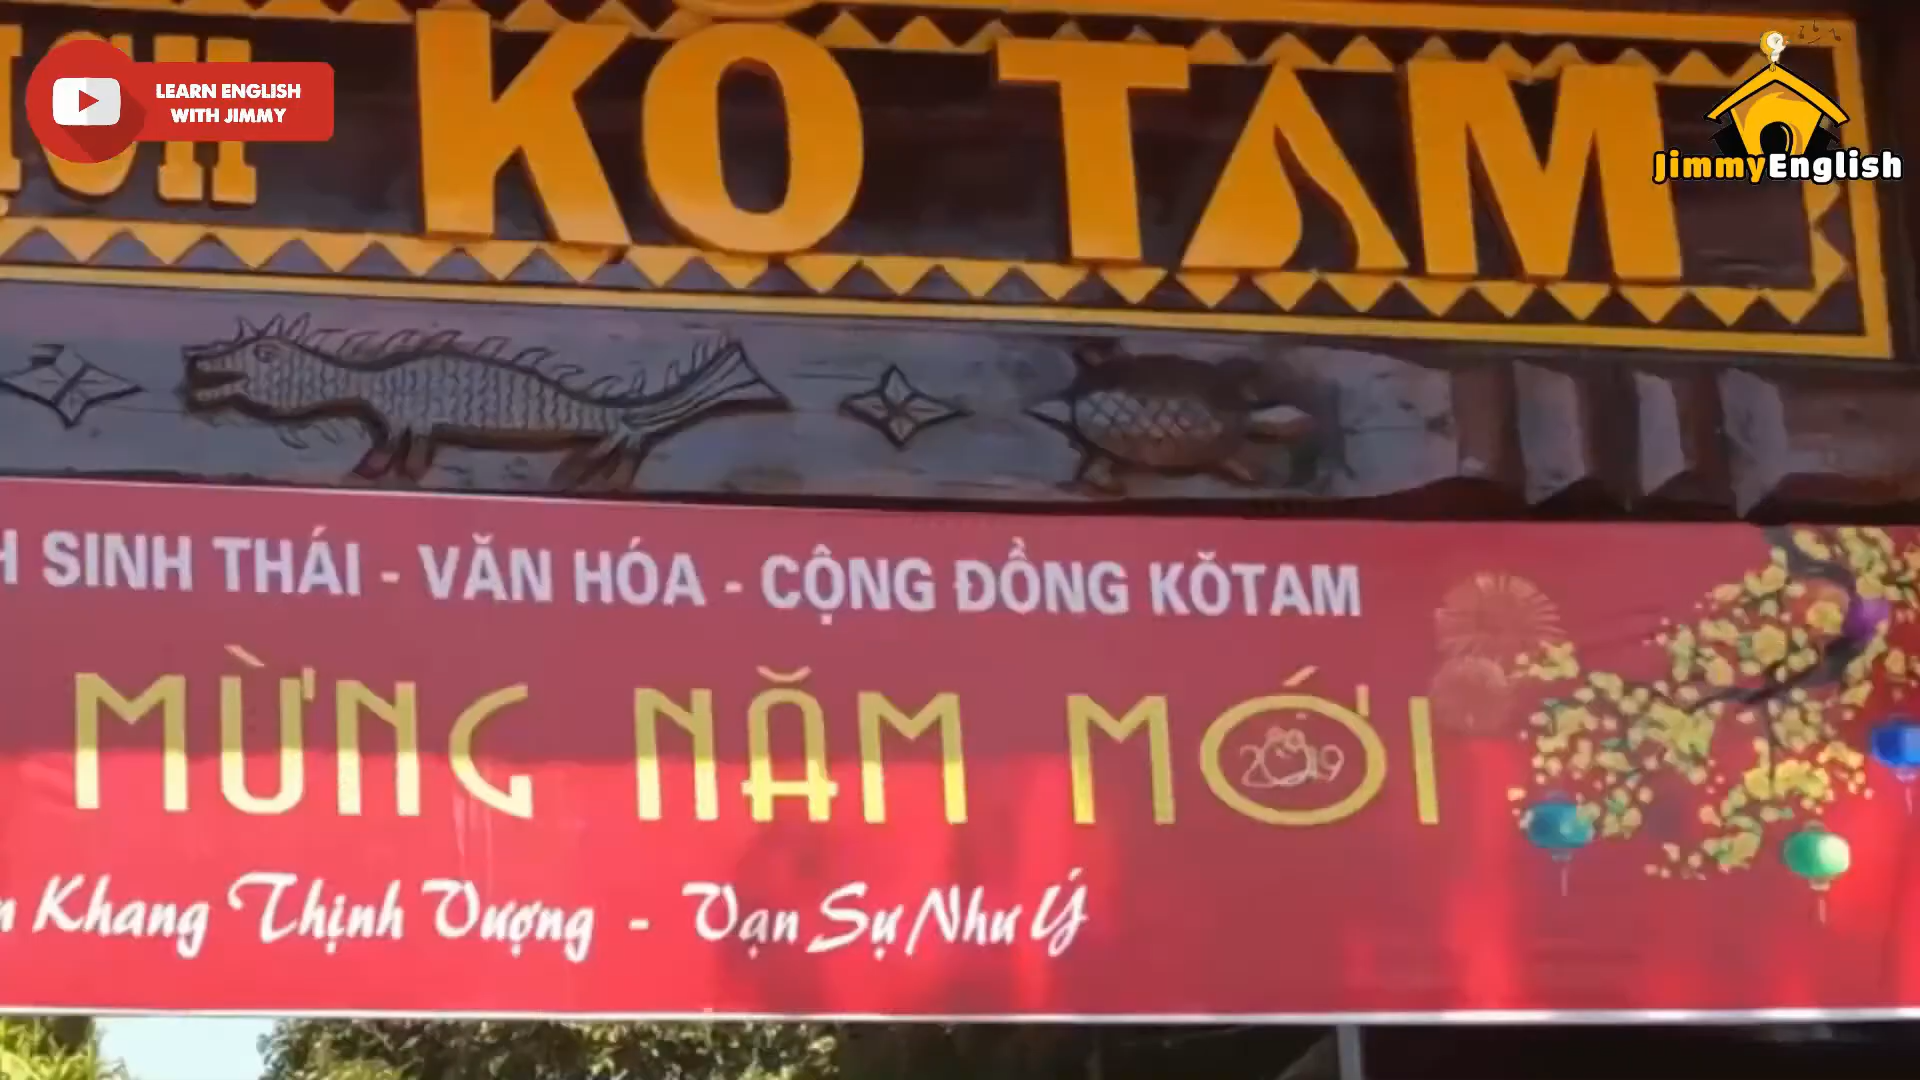 LEARN ENGLISH
WITH JIMMY
JimmyEnglish
KŎ TAM
SINH THÁI - VĂN HÓA - CỘNG ĐỒNG KŎTAM
MỪNG NĂM MỚI
2019
Khang Thịnh Vượng - Vạn Sự Như Ý